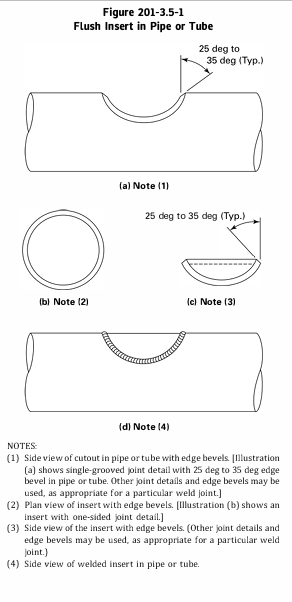 Figure 201-3.5-1
Flush Insert in Pipe or Tube
25 deg to
35 deg (Typ.)
(a) Note (1)
25 deg to 35 deg (Typ.)
(b) Note (2)
(c) Note (3)
(d) Note (4)
NOTES:
(1) Side view of cutout in pipe or tube with edge bevels. [Illustration
(a) shows single-grooved joint detail with 25 deg to 35 deg edge
bevel in pipe or tube. Other joint details and edge bevels may be
used, as appropriate for a particular weld joint.]
(2) Plan view of insert with edge bevels. [Illustration (b) shows an
insert with one-sided joint detail.]
(3) Side view of the insert with edge bevels. (Other joint details and
edge bevels may be used, as appropriate for a particular weld
joint.)
(4) Side view of welded insert in pipe or tube.